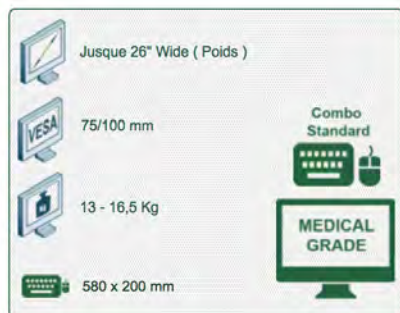 Jusque 26" Wide ( Poids )
VESA
75/100 mm
Combo
Standard
13 - 16,5 Kg
MEDICAL
GRADE
580 x 200 mm